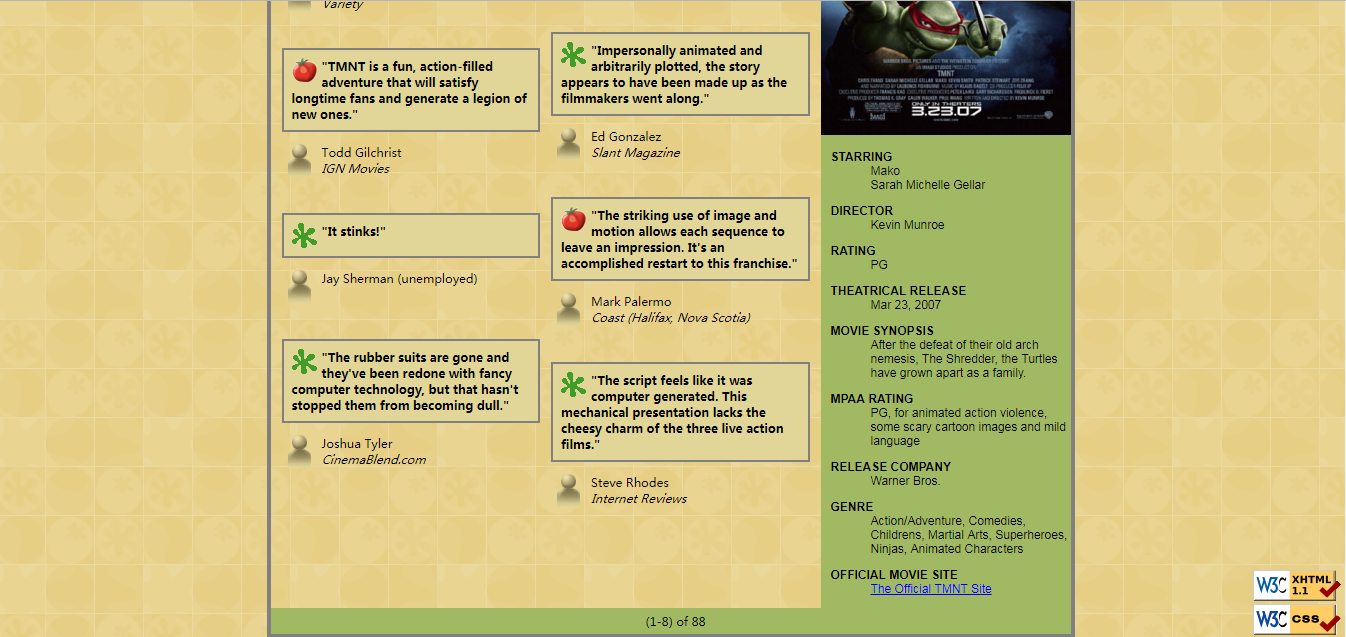 Variety
"TMNT is a fun, action-filled
adventure that will satisfy
longtime fans and generate a legion of
new ones."
Todd Gilchrist
IGN Movies
"It stinks!"
Jay Sherman (unemployed)
"The rubber suits are gone and
they've been redone with fancy
computer technology, but that hasn't
stopped them from becoming dull."
Joshua Tyler
CinemaBlend.com
"Impersonally animated and
arbitrarily plotted, the story
appears to have been made up as the
filmmakers went along."
Ed Gonzalez
Slant Magazine
"The striking use of image and
motion allows each sequence to
leave an impression. It's an
accomplished restart to this franchise."
Mark Palermo
Coast (Halifax, Nova Scotia)
"The script feels like it was
computer generated. This
mechanical presentation lacks the
cheesy charm of the three live action
films."
Steve Rhodes
Internet Reviews
TMNT
ONLY IN THEATERS
3.23.07
STARRING
Mako
Sarah Michelle Gellar
DIRECTOR
Kevin Munroe
RATING
PG
THEATRICAL RELEASE
Mar 23, 2007
MOVIE SYNOPSIS
After the defeat of their old arch
nemesis, The Shredder, the Turtles
have grown apart as a family.
MPAA RATING
PG, for animated action violence,
some scary cartoon images and mild
language
RELEASE COMPANY
Warner Bros.
GENRE
Action/Adventure, Comedies,
Childrens, Martial Arts, Superheroes,
Ninjas, Animated Characters
OFFICIAL MOVIE SITE
The Official TMNT Site
(1-8) of 88
W3C XHTML
1.1
W3C css